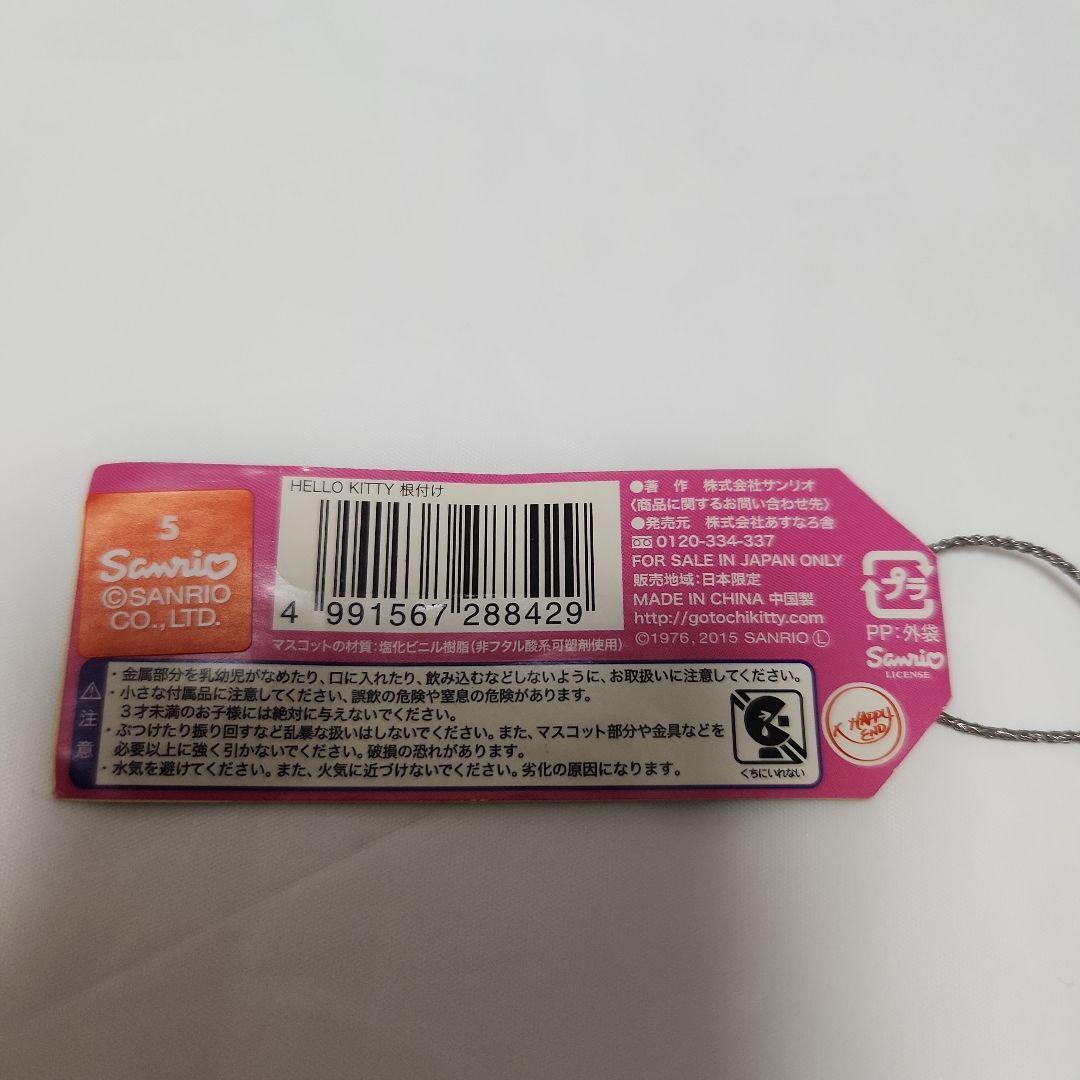 5
Sanrio
©SANRIO
CO., LTD.
HELLO KITTY 根付け
4 991567 288429
マスコットの材質:塩化ビニル樹脂(非フタル酸系可塑剤使用)
●著 作 株式会社サンリオ
〈商品に関するお問い合わせ先〉
●発売元 株式会社あすなろ舎
0120-334-337
FOR SALE IN JAPAN ONLY
販売地域:日本限定
MADE IN CHINA 中国製
http://gotochikitty.com
©1976, 2015 SANRIO Ⓛ
プラ
PP:外袋
Sanrio
LICENSE
HAPPY
END
注意
・金属部分を乳幼児がなめたり、口に入れたり、飲み込むなどしないように、お取扱いに注意してください。
・小さな付属品に注意してください、誤飲の危険や窒息の危険があります。
3才未満のお子様には絶対に与えないでください。
・ぶつけたり振り回すなど乱暴な扱いはしないでください。また、マスコット部分や金具などを
必要以上に強く引かないでください。破損の恐れがあります。
・水気を避けてください。また、火気に近づけないでください。劣化の原因になります。
くちにいれない